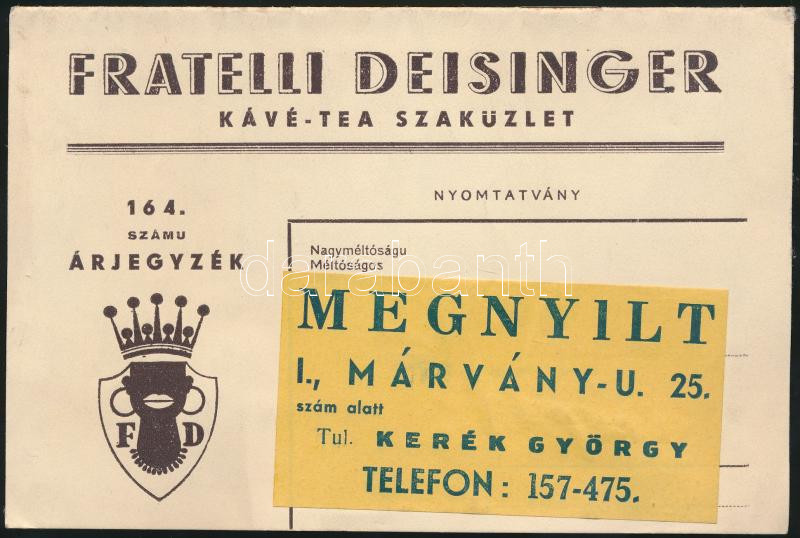 FRATELLI DEISINGER
KÁVÉ-TEA SZAKÜZLET
NYOMTATVÁNY
164.
SZÁMU
ÁRJEGYZÉK
Nagyméltóságu
Méltóságos
MEGNYILT
I., MÁRVÁNY-U. 25.
szám alatt
Tul. KERÉK GYÖRGY
TELEFON: 157-475.
F D
darabanth